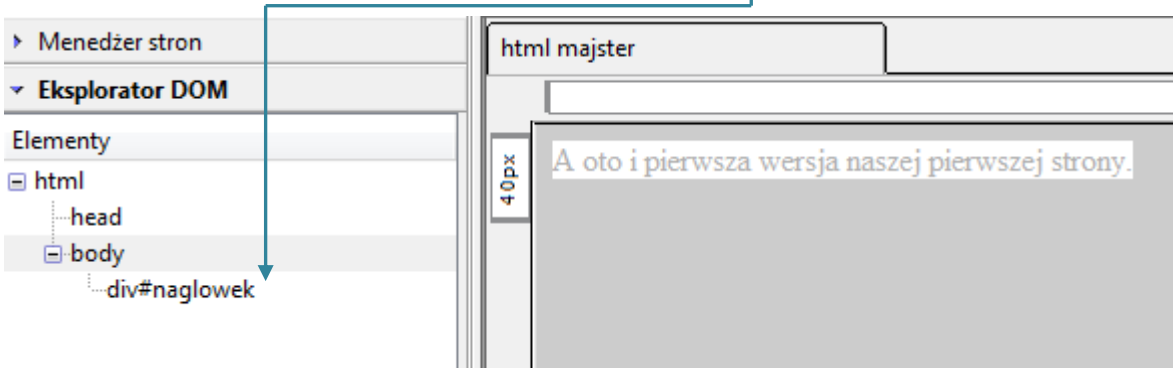 Menedżer stron
Eksplorator DOM
Elementy
html
head
body
div#naglowek
html majster
40px
A oto i pierwsza wersja naszej pierwszej strony.